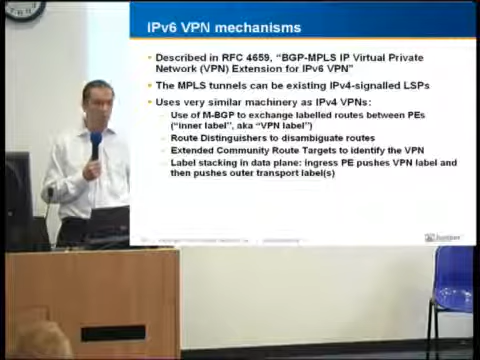 IPv6 VPN mechanisms
Described in RFC 4659, “BGP-MPLS IP Virtual Private
Network (VPN) Extension for IPv6 VPN”
The MPLS tunnels can be existing IPv4-signalled LSPs
Uses very similar machinery as IPv4 VPNs:
Use of M-BGP to exchange labelled routes between PEs
(“inner label”, aka “VPN label”)
Route Distinguishers to disambiguate routes
Extended Community Route Targets to identify the VPN
Label stacking in data plane: ingress PE pushes VPN label and
then pushes outer transport label(s)
Juniper